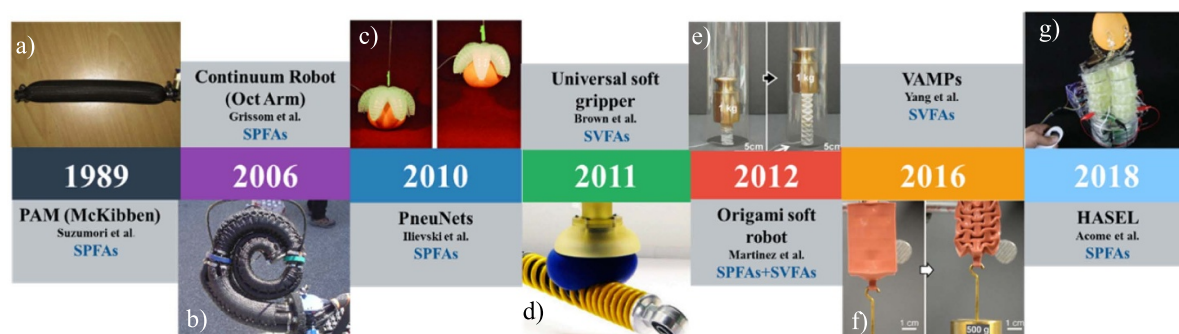 a)
1989
PAM (McKibben)
Suzumori et al.
SPFAs
Continuum Robot
(Oct Arm)
Grissom et al.
SPFAs
2006
b)
c)
2010
PneuNets
Ilievski et al.
SPFAs
Universal soft
gripper
Brown et al.
SVFAs
2011
d)
e)
1 kg
1 kg
5cm
5cm
2012
Origami soft
robot
Martinez et al.
SPFAs+SVFAs
VAMPs
Yang et al.
SVFAs
2016
f)
500 g
1 cm
1 cm
g)
2018
HASEL
Acome et al.
SPFAs